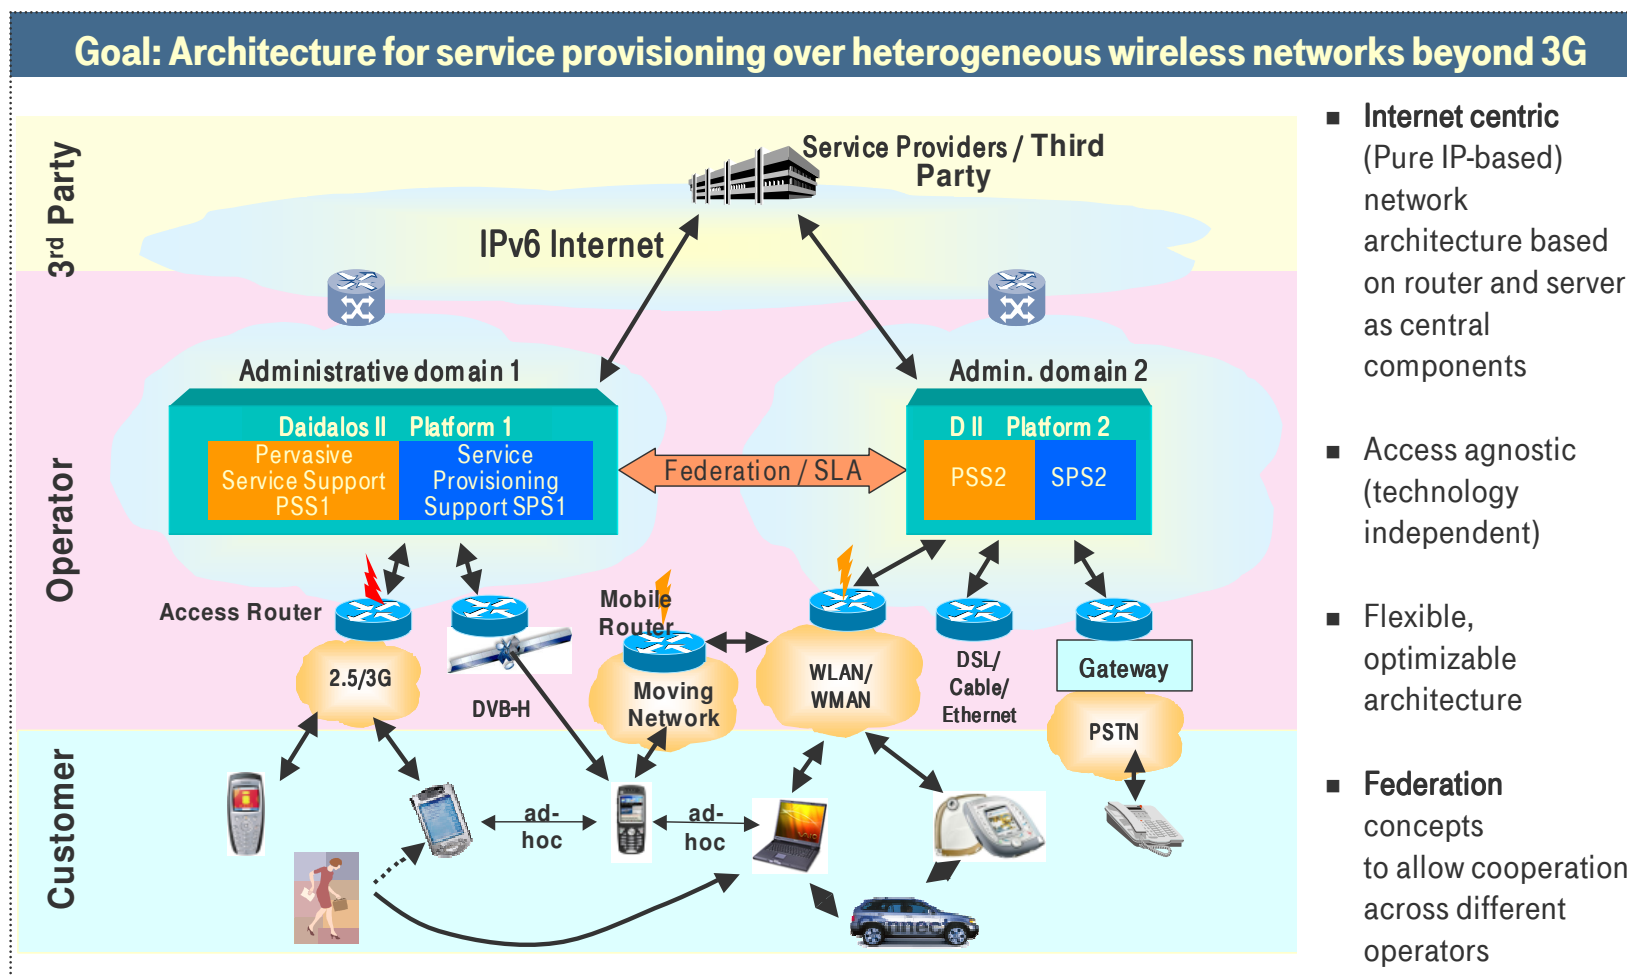 Goal: Architecture for service provisioning over heterogeneous wireless networks beyond 3G
3rd Party
Service Providers / Third
Party
IPv6 Internet
Operator
Administrative domain 1
Daidalos II Platform 1
Pervasive
Service Support
PSS1
Service
Provisioning
Support SPS1
Federation / SLA
Admin. domain 2
D II Platform 2
PSS2
SPS2
Access Router
2.5/3G
DVB-H
Mobile
Router
Moving
Network
WLAN/
WMAN
DSL/
Cable/
Ethernet
Gateway
PSTN
Customer
ad-
hoc
ad-
hoc
nnec
■ Internet centric
(Pure IP-based)
network
architecture based
on router and server
as central
components
■ Access agnostic
(technology
independent)
■ Flexible,
optimizable
architecture
■ Federation
concepts
to allow cooperation
across different
operators